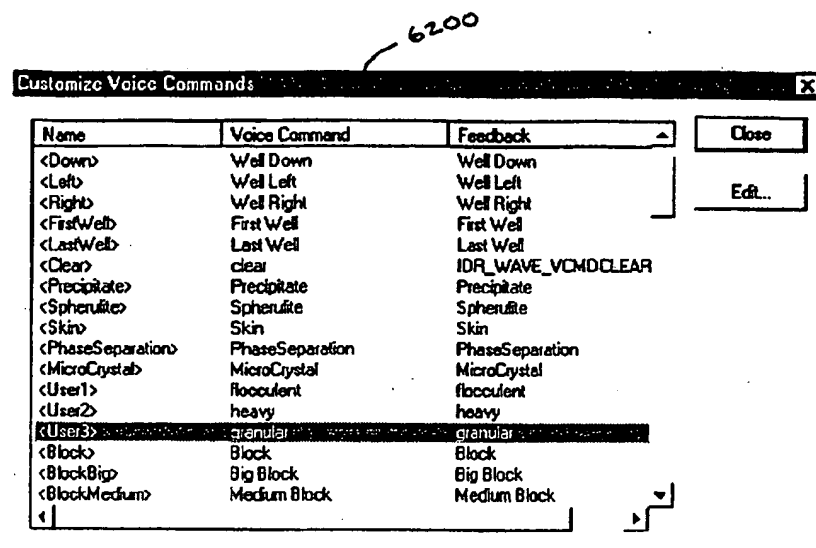 6200
Customize Voice Commands
Name Voice Command Feedback Close
<Down> Well Down Well Down
<Left> Well Left Well Left Edit...
<Right> Well Right Well Right
<FirstWell> First Well First Well
<LastWell> Last Well Last Well
<Clear> clear IDR_WAVE_VCMDCLEAR
<Precipitate> Precipitate Precipitate
<Spherulite> Spherulite Spherulite
<Skin> Skin Skin
<PhaseSeparation> PhaseSeparation PhaseSeparation
<MicroCrystal> MicroCrystal MicroCrystal
<User1> flocculent flocculent
<User2> heavy heavy
<User3> granular granular
<Block> Block Block
<BlockBig> Big Block Big Block
<BlockMedium> Medium Block Medium Block